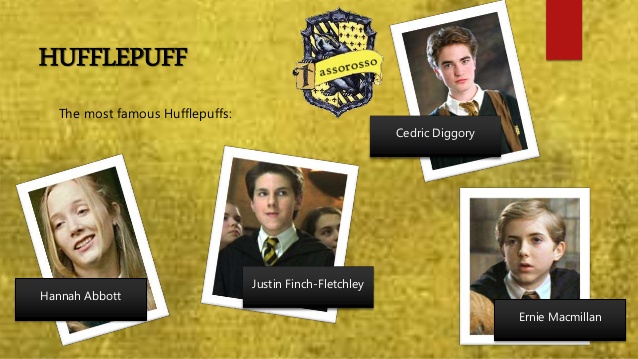 HUFFLEPUFF
Tassorosso
The most famous Hufflepuffs:
Cedric Diggory
Justin Finch-Fletchley
Hannah Abbott
Ernie Macmillan